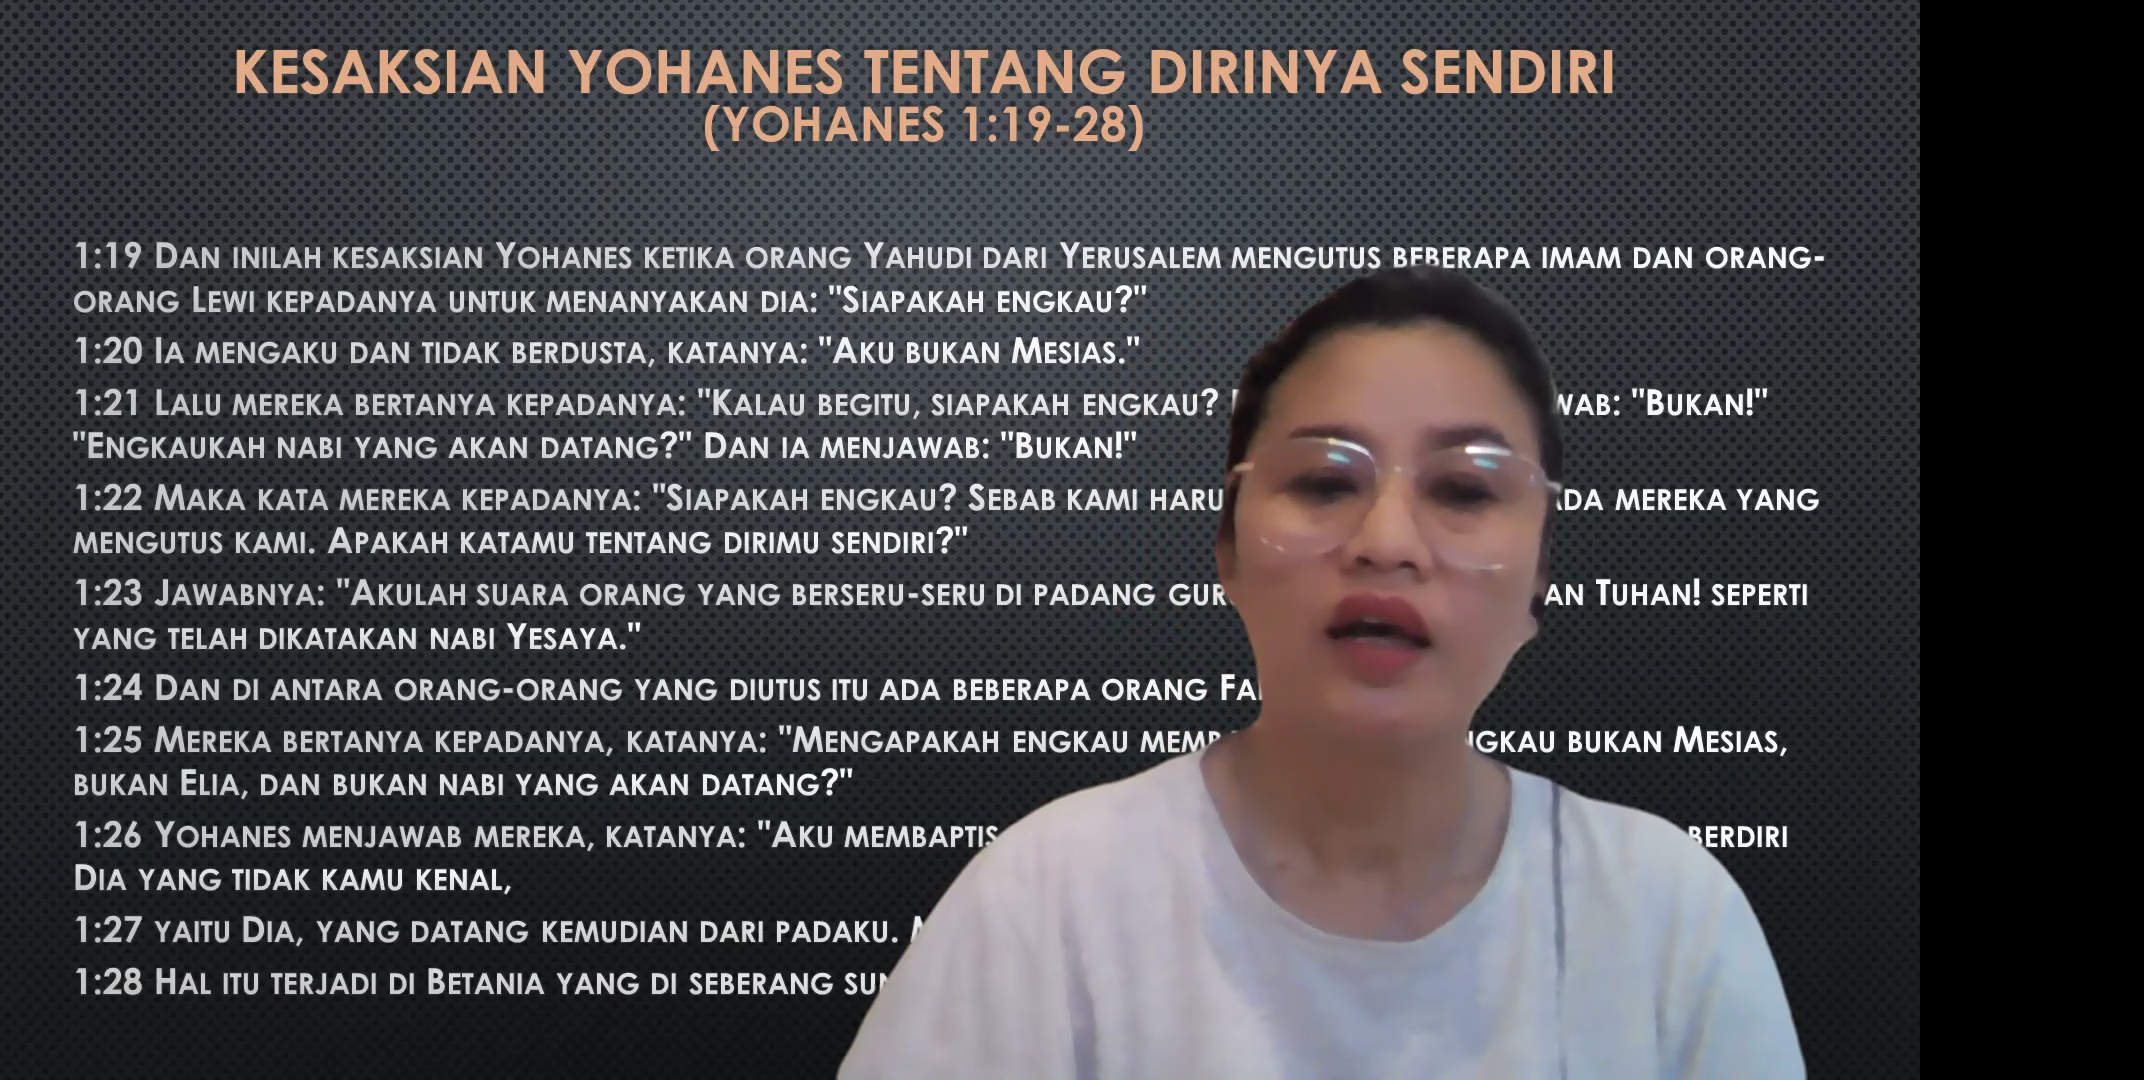 KESAKSIAN YOHANES TENTANG DIRINYA SENDIRI
(YOHANES 1:19-28)
1:19 DAN INILAH KESAKSIAN YOHANES KETIKA ORANG YAHUDI DARI YERUSALEM MENGUTUS BEBERAPA IMAM DAN ORANG-
ORANG LEWI KEPADANYA UNTUK MENANYAKAN DIA: "SIAPAKAH ENGKAU?"
1:20 IA MENGAKU DAN TIDAK BERDUSTA, KATANYA: "AKU BUKAN MESIAS."
1:21 LALU MEREKA BERTANYA KEPADANYA: "KALAU BEGITU, SIAPAKAH ENGKAU? "BUKAN!"
"ENGKAUKAH NABI YANG AKAN DATANG?" DAN IA MENJAWAB: "BUKAN!"
1:22 MAKA KATA MEREKA KEPADANYA: "SIAPAKAH ENGKAU? SEBAB KAMI MEREKA YANG
MENGUTUS KAMI. APAKAH KATAMU TENTANG DIRIMU SENDIRI?"
1:23 JAWABNYA: "AKULAH SUARA ORANG YANG BERSERU-SERU DI PADANG TUHAN! SEPERTI
YANG TELAH DIKATAKAN NABI YESAYA."
1:24 DAN DI ANTARA ORANG-ORANG YANG DIUTUS ITU ADA BEBERAPA ORANG
1:25 MEREKA BERTANYA KEPADANYA, KATANYA: "MENGAPAKAH ENGKAU BUKAN MESIAS,
BUKAN ELIA, DAN BUKAN NABI YANG AKAN DATANG?"
1:26 YOHANES MENJAWAB MEREKA, KATANYA: "AKU MEMBAPTIS BERDIRI
DIA YANG TIDAK KAMU KENAL,
1:27 YAITU DIA, YANG DATANG KEMUDIAN DARI PADAKU.
1:28 HAL ITU TERJADI DI BETANIA YANG DI SEBERANG